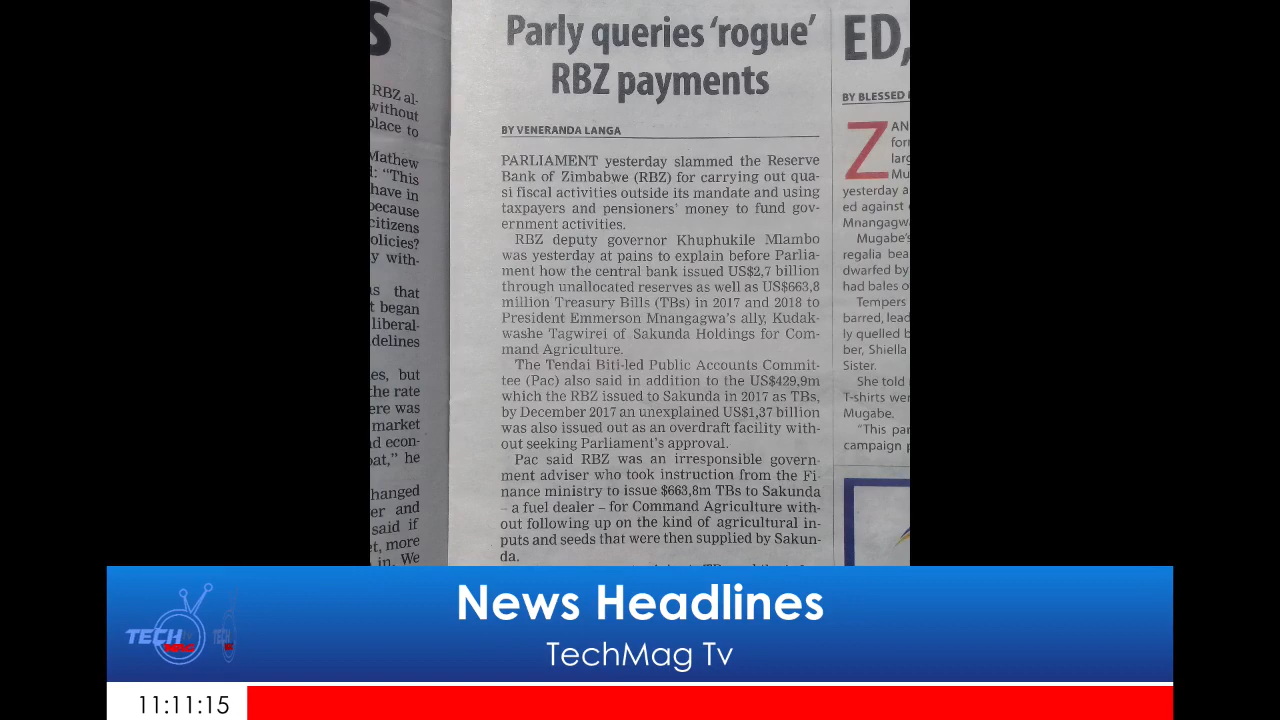 S
RBZ al-
without
place to
Mathew
: "This
have in
because
citizens
olicies?
y with-
s that
t began
liberal-
delines
es, but
the rate
ere was
market
d econ-
oat," he
hanged
er and
said if
et, more
in. We
Parly queries 'rogue'
RBZ payments
BY VENERANDA LANGA
PARLIAMENT yesterday slammed the Reserve
Bank of Zimbabwe (RBZ) for carrying out qua-
si fiscal activities outside its mandate and using
taxpayers and pensioners' money to fund gov-
ernment activities.
RBZ deputy governor Khuphukile Mlambo
was yesterday at pains to explain before Parlia-
ment how the central bank issued US$2,7 billion
through unallocated reserves as well as US$663,8
million Treasury Bills (TBs) in 2017 and 2018 to
President Emmerson Mnangagwa's ally, Kudak-
washe Tagwirei of Sakunda Holdings for Com-
mand Agriculture.
The Tendai Biti-led Public Accounts Commit-
tee (Pac) also said in addition to the US$429,9m
which the RBZ issued to Sakunda in 2017 as TBs,
by December 2017 an unexplained US$1,37 billion
was also issued out as an overdraft facility with-
out seeking Parliament's approval.
Pac said RBZ was an irresponsible govern-
ment adviser who took instruction from the Fi-
nance ministry to issue $663,8m TBs to Sakunda
– a fuel dealer – for Command Agriculture with-
out following up on the kind of agricultural in-
puts and seeds that were then supplied by Sakun-
da.
ED,
BY BLESSED
ZAN
for
larg
Mu
yesterday a
ed against
Mnangagw
Mugabe's
regalia bea
dwarfed by
had bales o
Tempers
barred, lead
ly quelled b
ber, Shiella
Sister.
She told
T-shirts wer
Mugabe.
"This par
campaign p
TECH
News Headlines
TechMag Tv
11:11:15